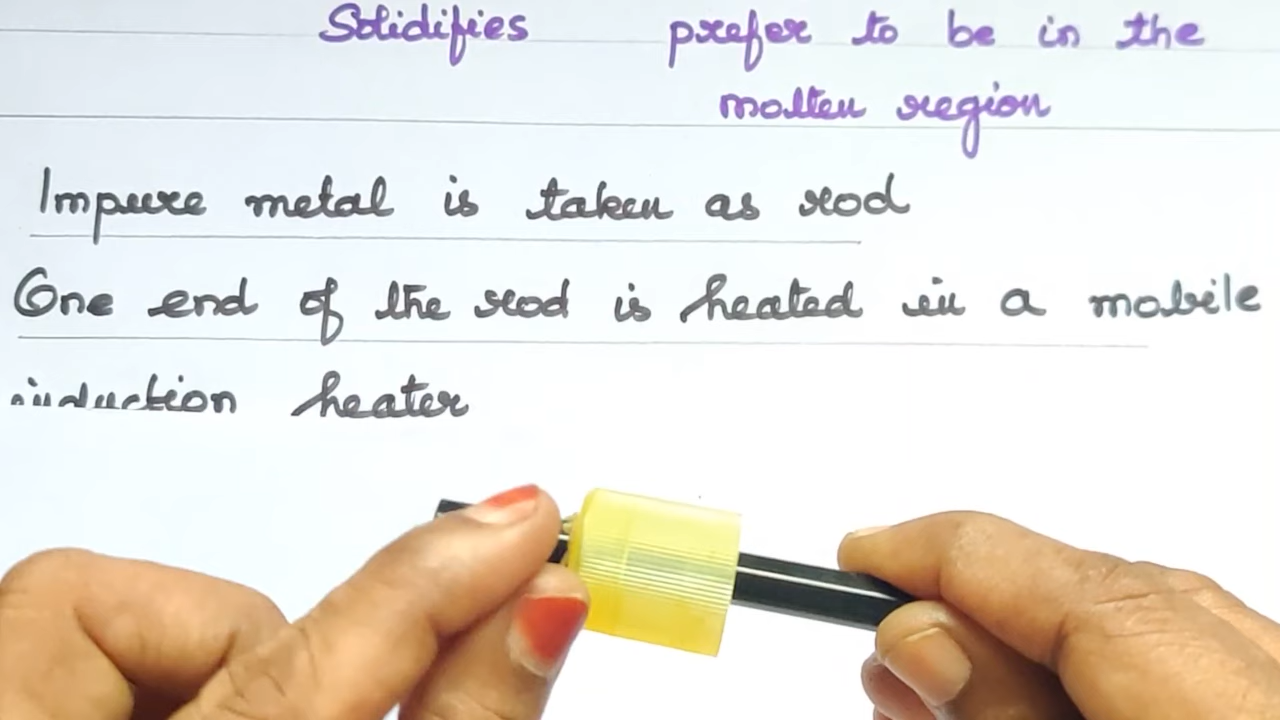 Solidifies prefer to be in the
molten region
Impure metal is taken as rod
One end of the rod is heated in a mobile
induction heater